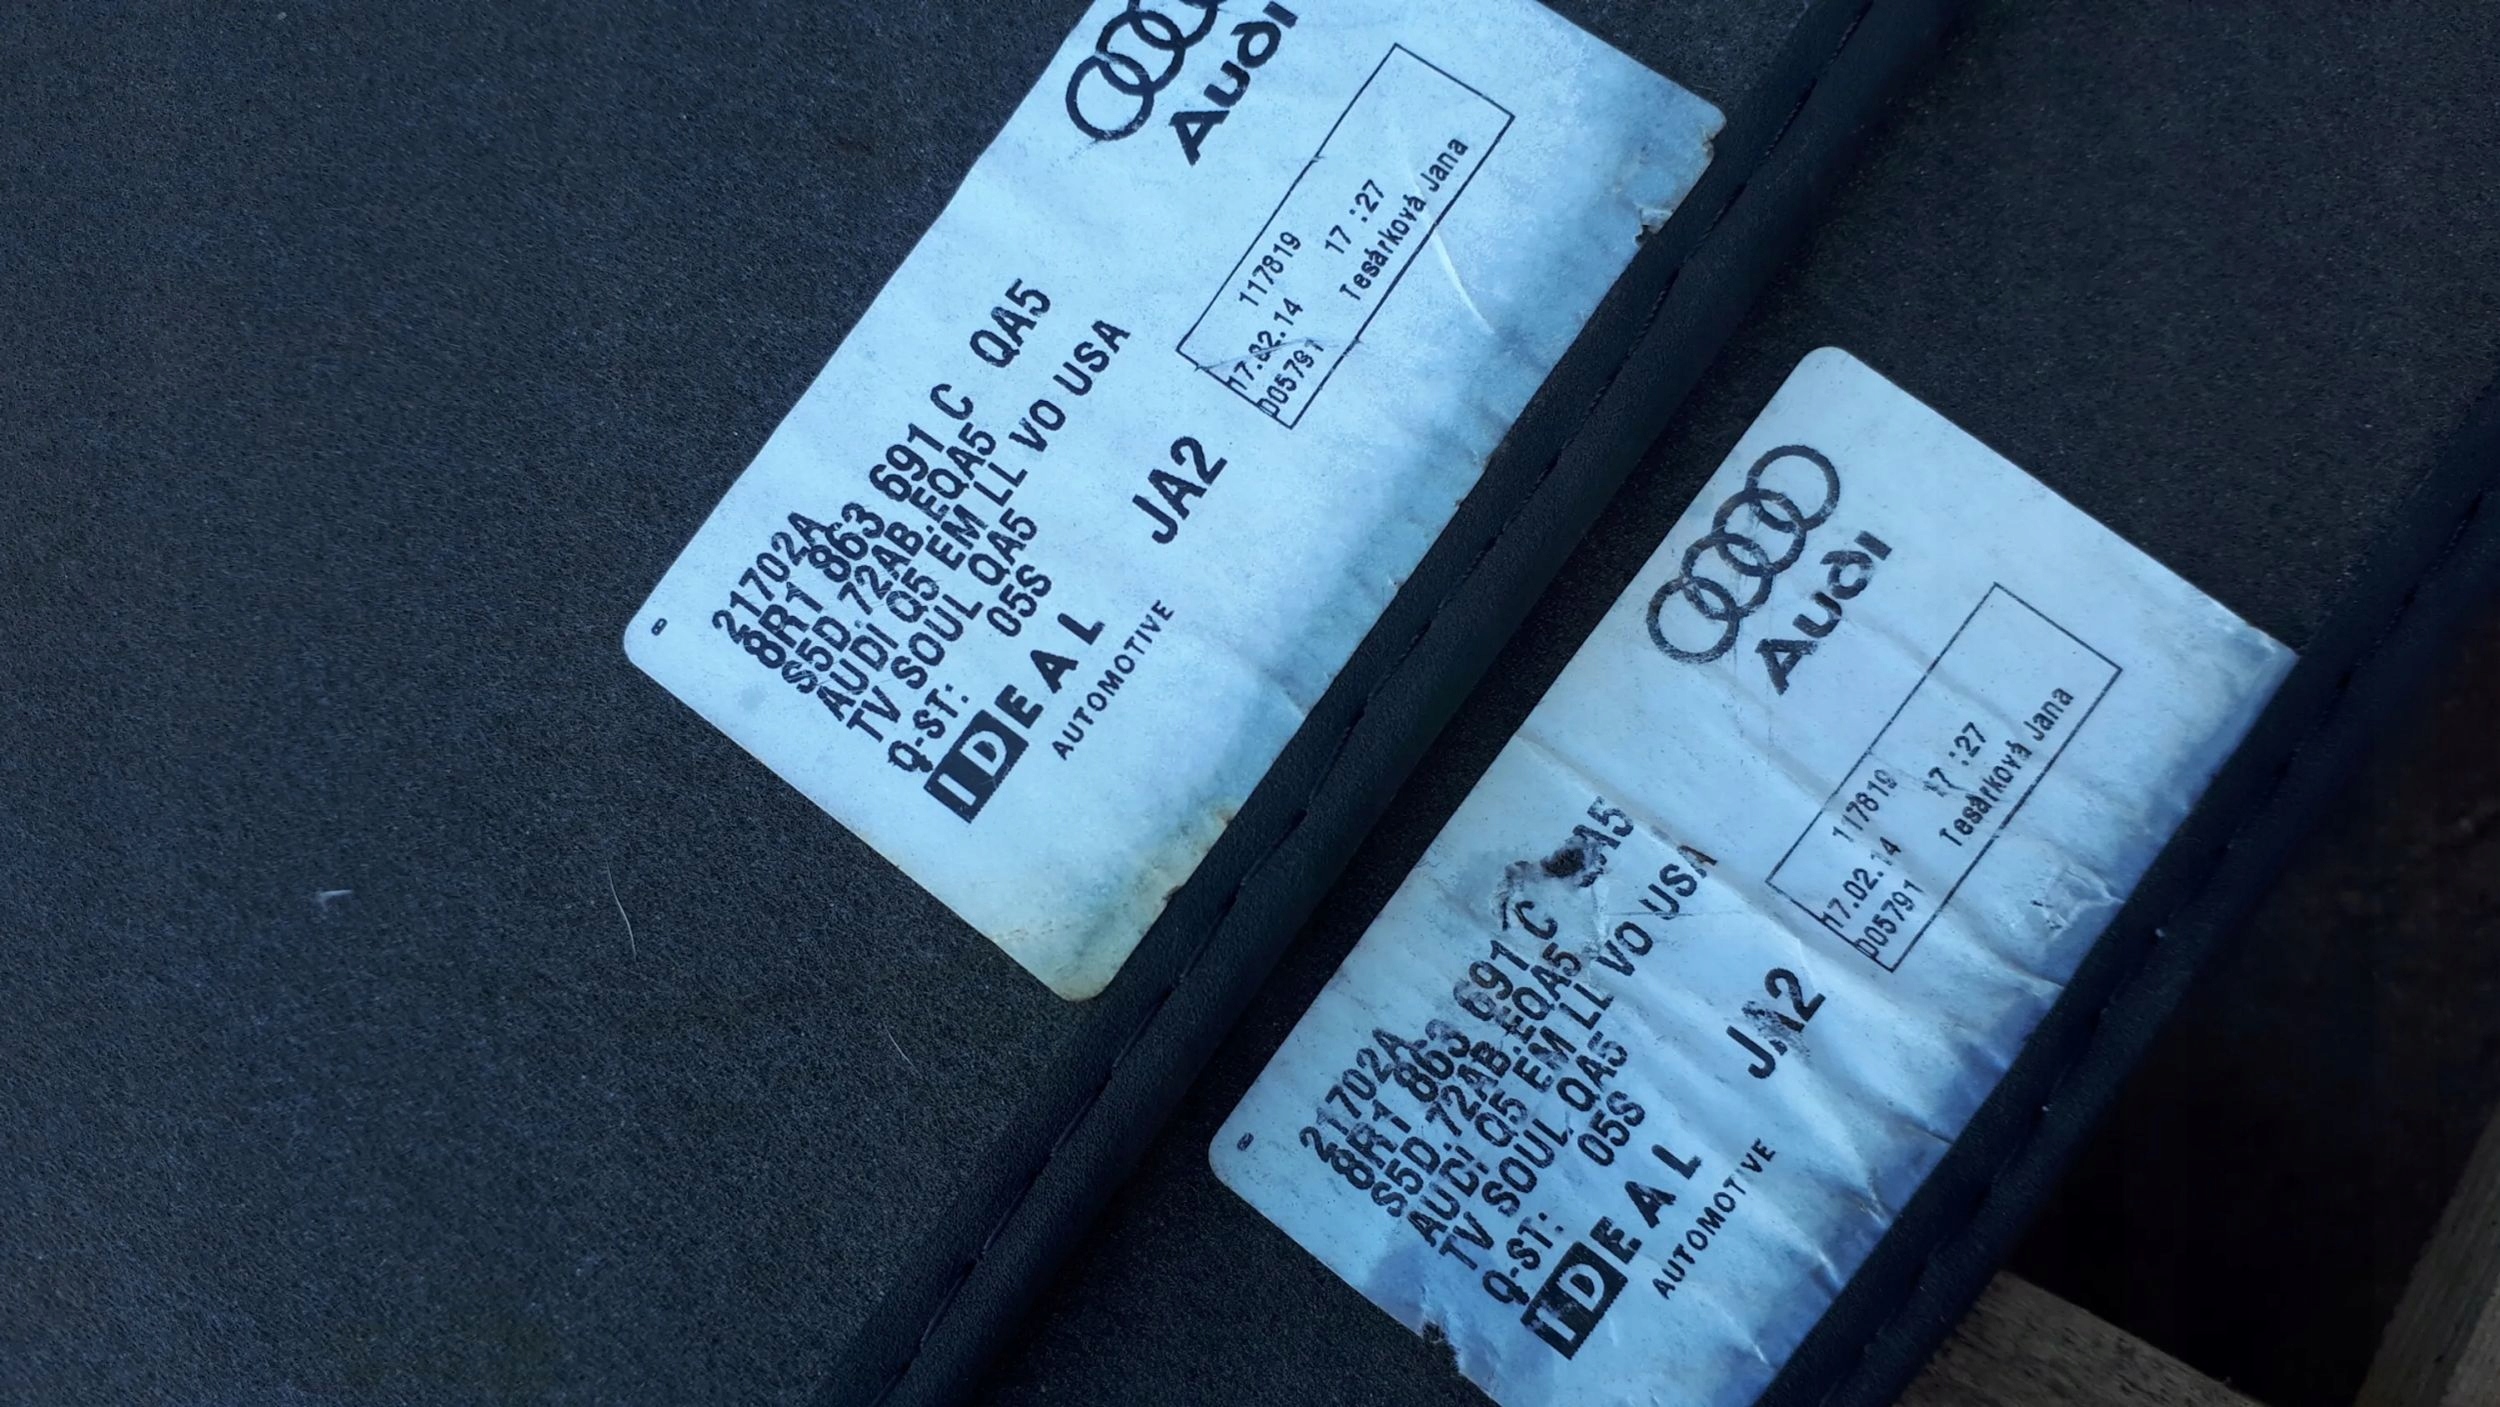 Audi
117819
17.02.14 17:27
D05791 Tesárková Jana
21702A
8R1 863 691 C QA5
S5D.72AB.EQA5
AUDI Q5 EM LL VO USA
TV SOUL QA5
Q-ST: 05S JA2
IDEAL
AUTOMOTIVE
Audi
117819
17.02.14 17:27
D05791 Tesárková Jana
21702A
8R1 863 691 C QA5
S5D.72AB.EQA5
AUDI Q5 EM LL VO USA
TV SOUL QA5
Q-ST: 05S JA2
IDEAL
AUTOMOTIVE